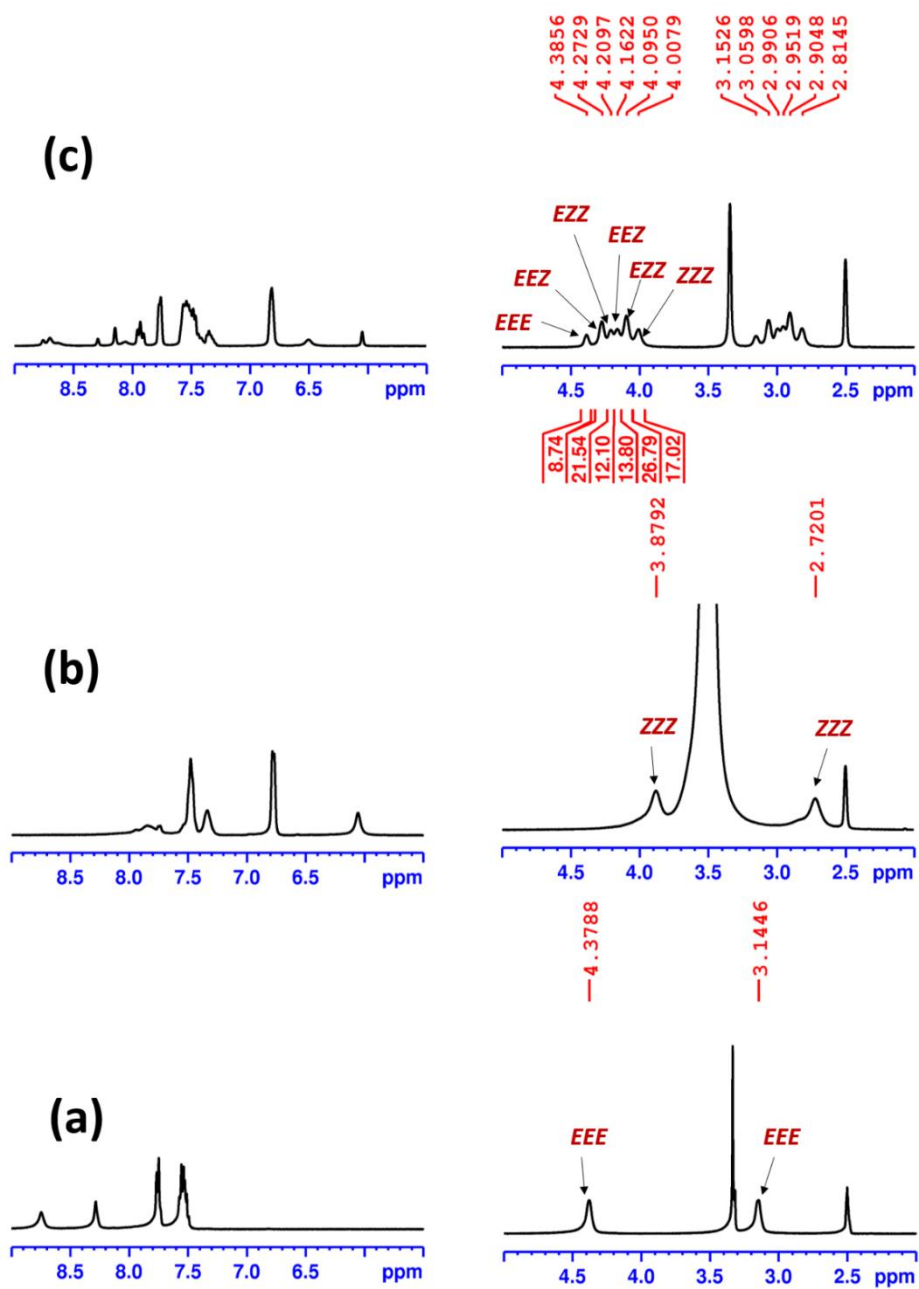 4.3856
4.2729
4.2097
4.1622
4.0950
4.0079
3.1526
3.0598
2.9906
2.9519
2.9048
2.8145
(c)
EZZ
EEZ
EEZ
EZZ
ZZZ
EEE
8.5 8.0 7.5 7.0 6.5 ppm
4.5 4.0 3.5 3.0 2.5 ppm
8.74
21.54
12.10
13.80
26.79
17.02
3.8792
2.7201
(b)
ZZZ
ZZZ
8.5 8.0 7.5 7.0 6.5 ppm
4.5 4.0 3.5 3.0 2.5 ppm
4.3788
3.1446
(a)
EEE
EEE
8.5 8.0 7.5 7.0 6.5 ppm
4.5 4.0 3.5 3.0 2.5 ppm